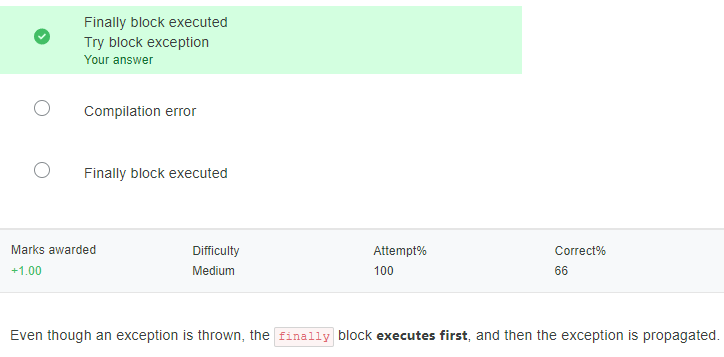 Finally block executed
Try block exception
Your answer
Compilation error
Finally block executed
Marks awarded Difficulty Attempt% Correct%
+1.00 Medium 100 66
Even though an exception is thrown, the finally block executes first, and then the exception is propagated.